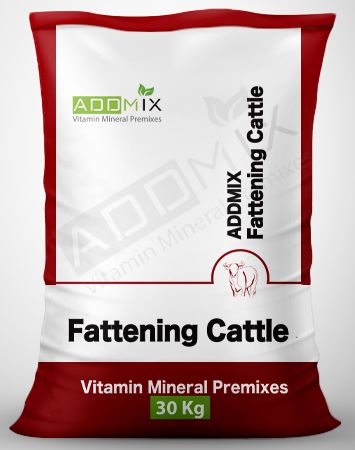 ADDMIX
Vitamin Mineral Premixes
ADDMIX
Fattening Cattle
ADDMIX
Vitamin Mineral Premixes
Fattening Cattle
Vitamin Mineral Premixes
30 Kg